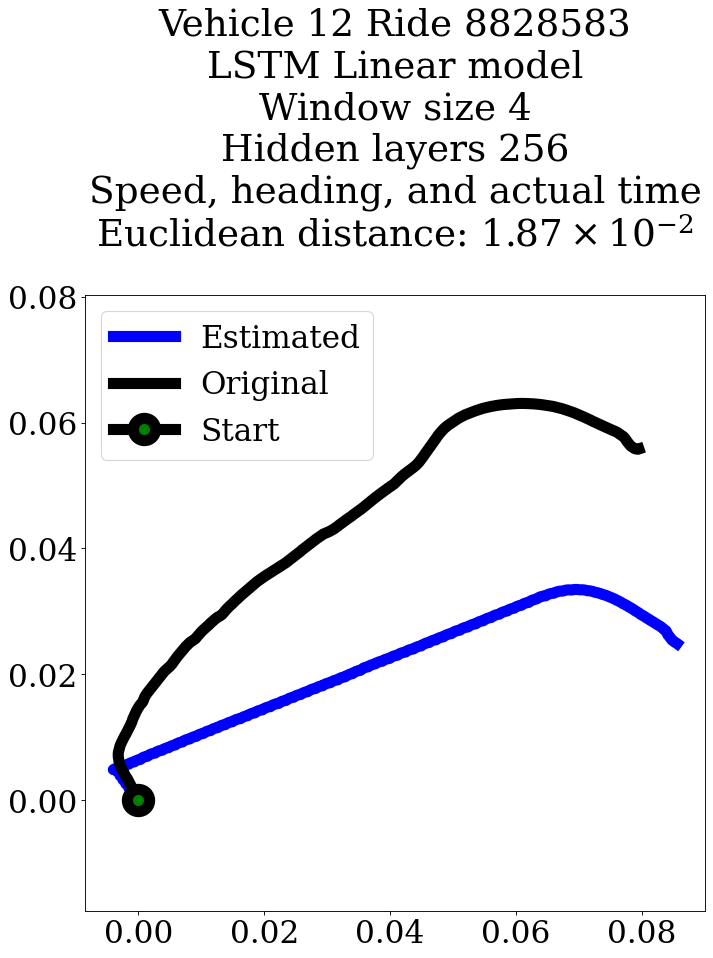 Vehicle 12 Ride 8828583
LSTM Linear model
Window size 4
Hidden layers 256
Speed, heading, and actual time
Euclidean distance: 1.87 × 10⁻²
0.08
Estimated
Original
Start
0.06
0.04
0.02
0.00
0.00 0.02 0.04 0.06 0.08